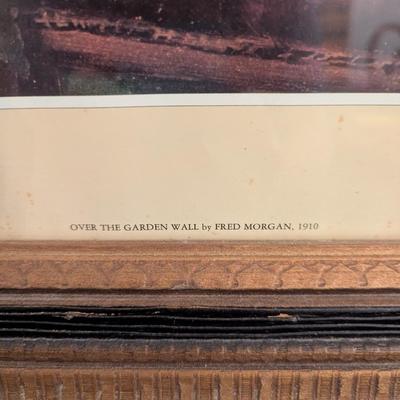 OVER THE GARDEN WALL by FRED MORGAN, 1910